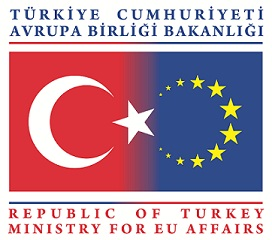 TÜRKİYE CUMHURİYETİ
AVRUPA BİRLİĞİ BAKANLIĞI
REPUBLIC OF TURKEY
MINISTRY FOR EU AFFAIRS